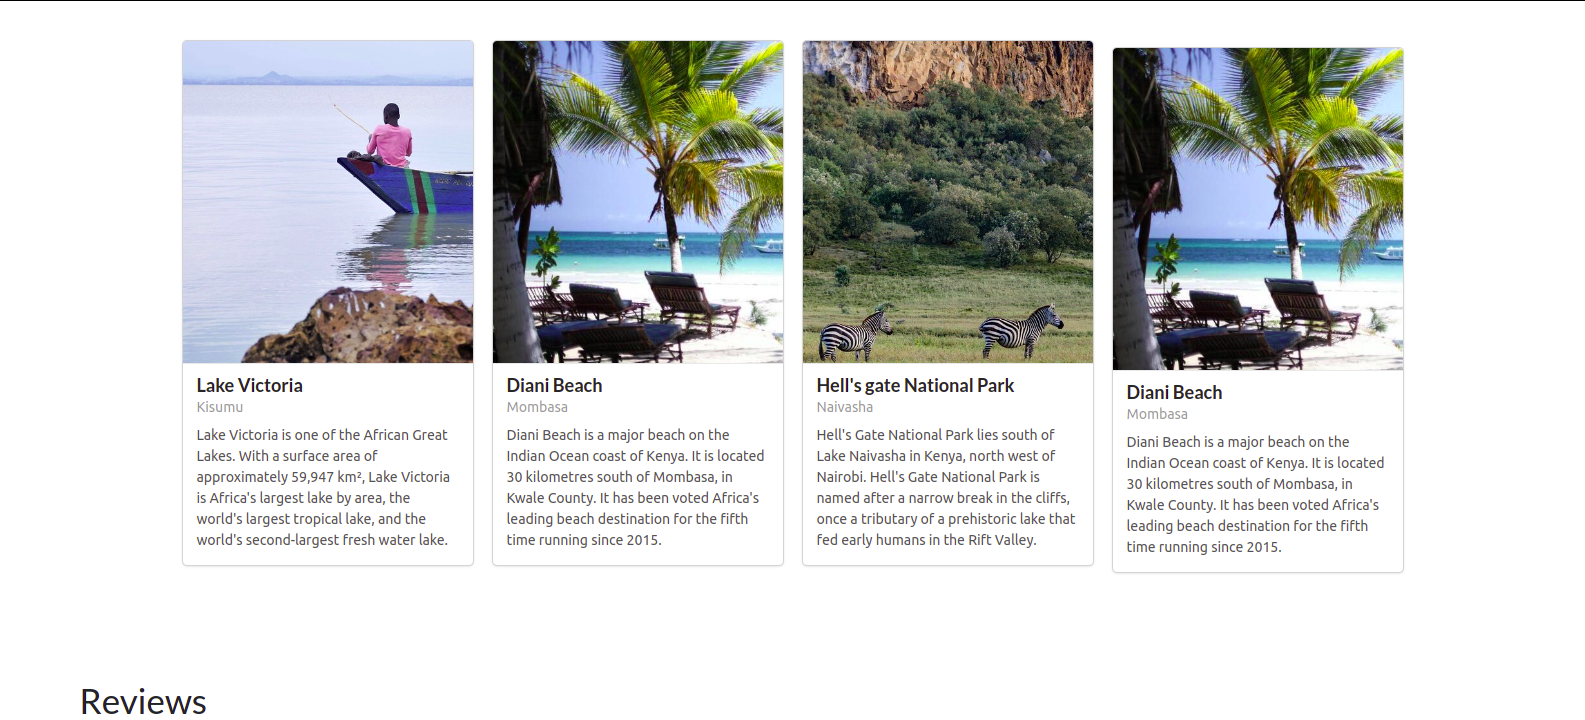 Lake Victoria
Kisumu
Lake Victoria is one of the African Great
Lakes. With a surface area of
approximately 59,947 km², Lake Victoria
is Africa's largest lake by area, the
world's largest tropical lake, and the
world's second-largest fresh water lake.
Diani Beach
Mombasa
Diani Beach is a major beach on the
Indian Ocean coast of Kenya. It is located
30 kilometres south of Mombasa, in
Kwale County. It has been voted Africa's
leading beach destination for the fifth
time running since 2015.
Hell's gate National Park
Naivasha
Hell's Gate National Park lies south of
Lake Naivasha in Kenya, north west of
Nairobi. Hell's Gate National Park is
named after a narrow break in the cliffs,
once a tributary of a prehistoric lake that
fed early humans in the Rift Valley.
Diani Beach
Mombasa
Diani Beach is a major beach on the
Indian Ocean coast of Kenya. It is located
30 kilometres south of Mombasa, in
Kwale County. It has been voted Africa's
leading beach destination for the fifth
time running since 2015.
Reviews